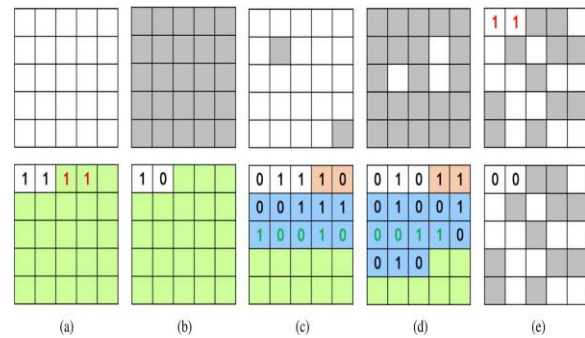 1 1
1 1 1 1
1 0
0 1 1 1 0
0 0 1 1 1
1 0 0 1 0
0 1 0 1 1
0 1 0 0 1
0 0 1 1 0
0 1 0
0 0
(a) (b) (c) (d) (e)